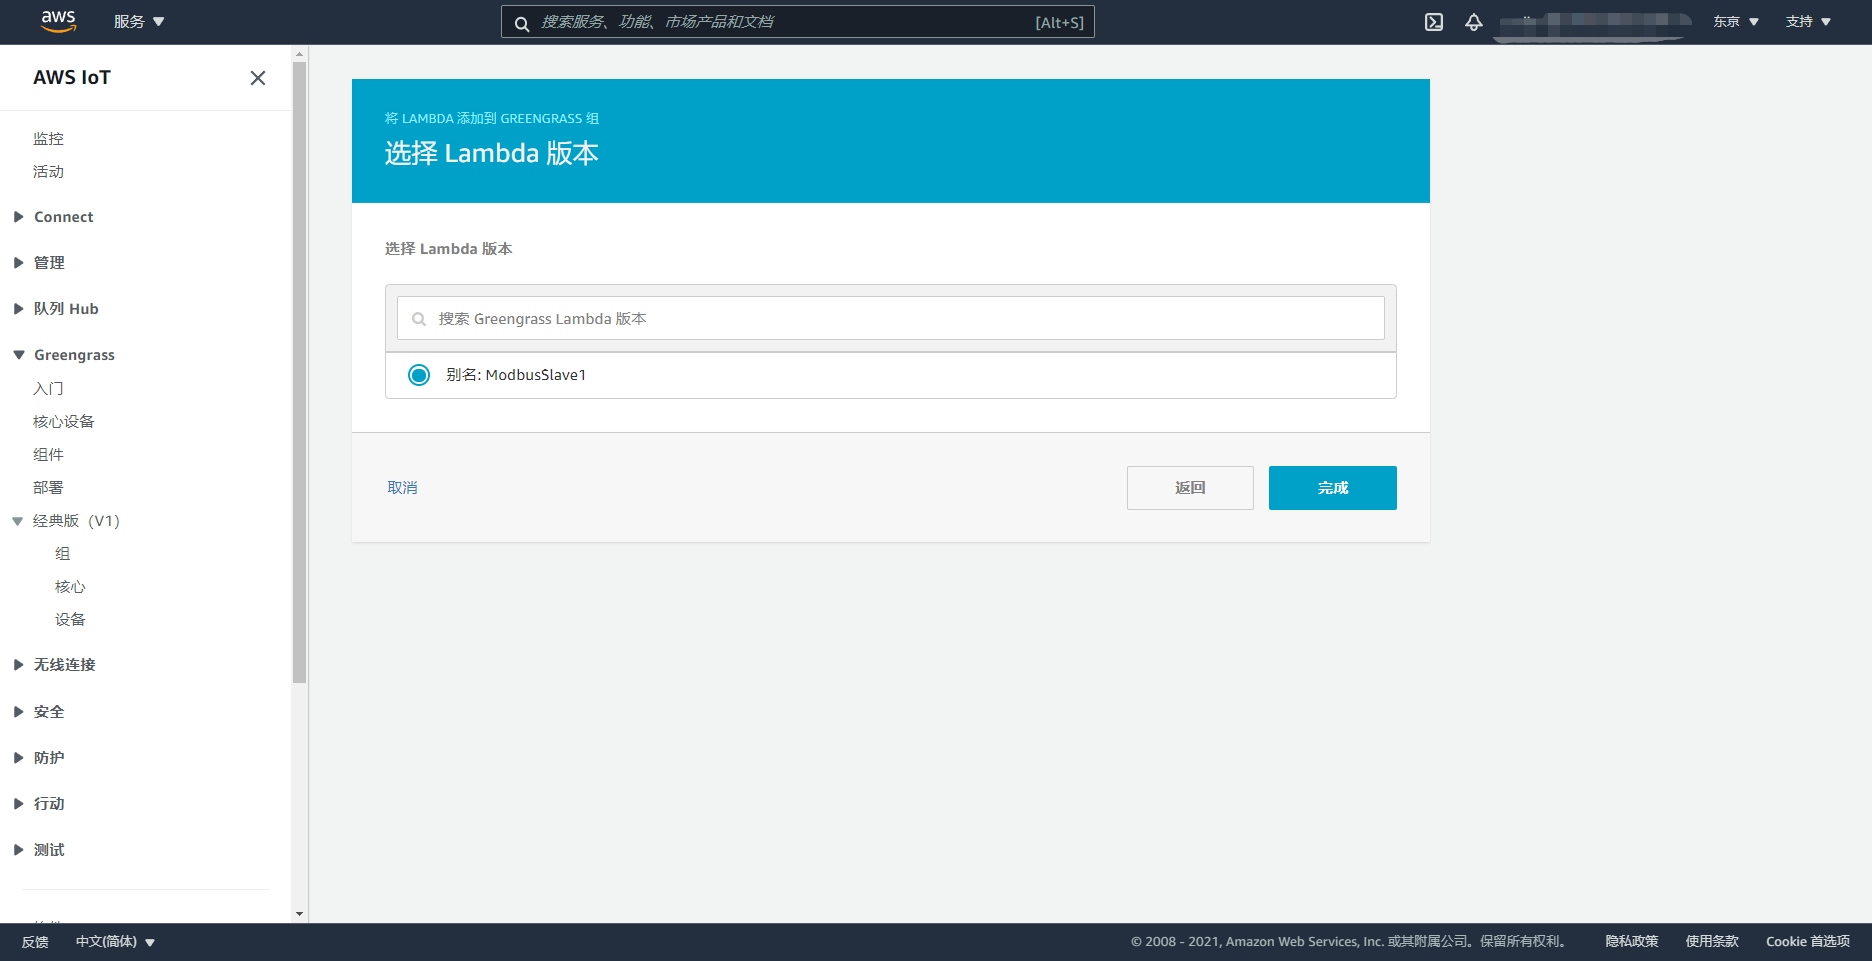 aws
服务
搜索服务、功能、市场产品和文档
[Alt+S]
东京
支持
AWS IoT
监控
活动
Connect
管理
队列 Hub
Greengrass
入门
核心设备
组件
部署
经典版（V1）
组
核心
设备
无线连接
安全
防护
行动
测试
将 LAMBDA 添加到 GREENGRASS 组
选择 Lambda 版本
选择 Lambda 版本
搜索 Greengrass Lambda 版本
别名: ModbusSlave1
取消
返回
完成
反馈
中文(简体)
© 2008 - 2021, Amazon Web Services, Inc. 或其附属公司。保留所有权利。
隐私政策
使用条款
Cookie 首选项